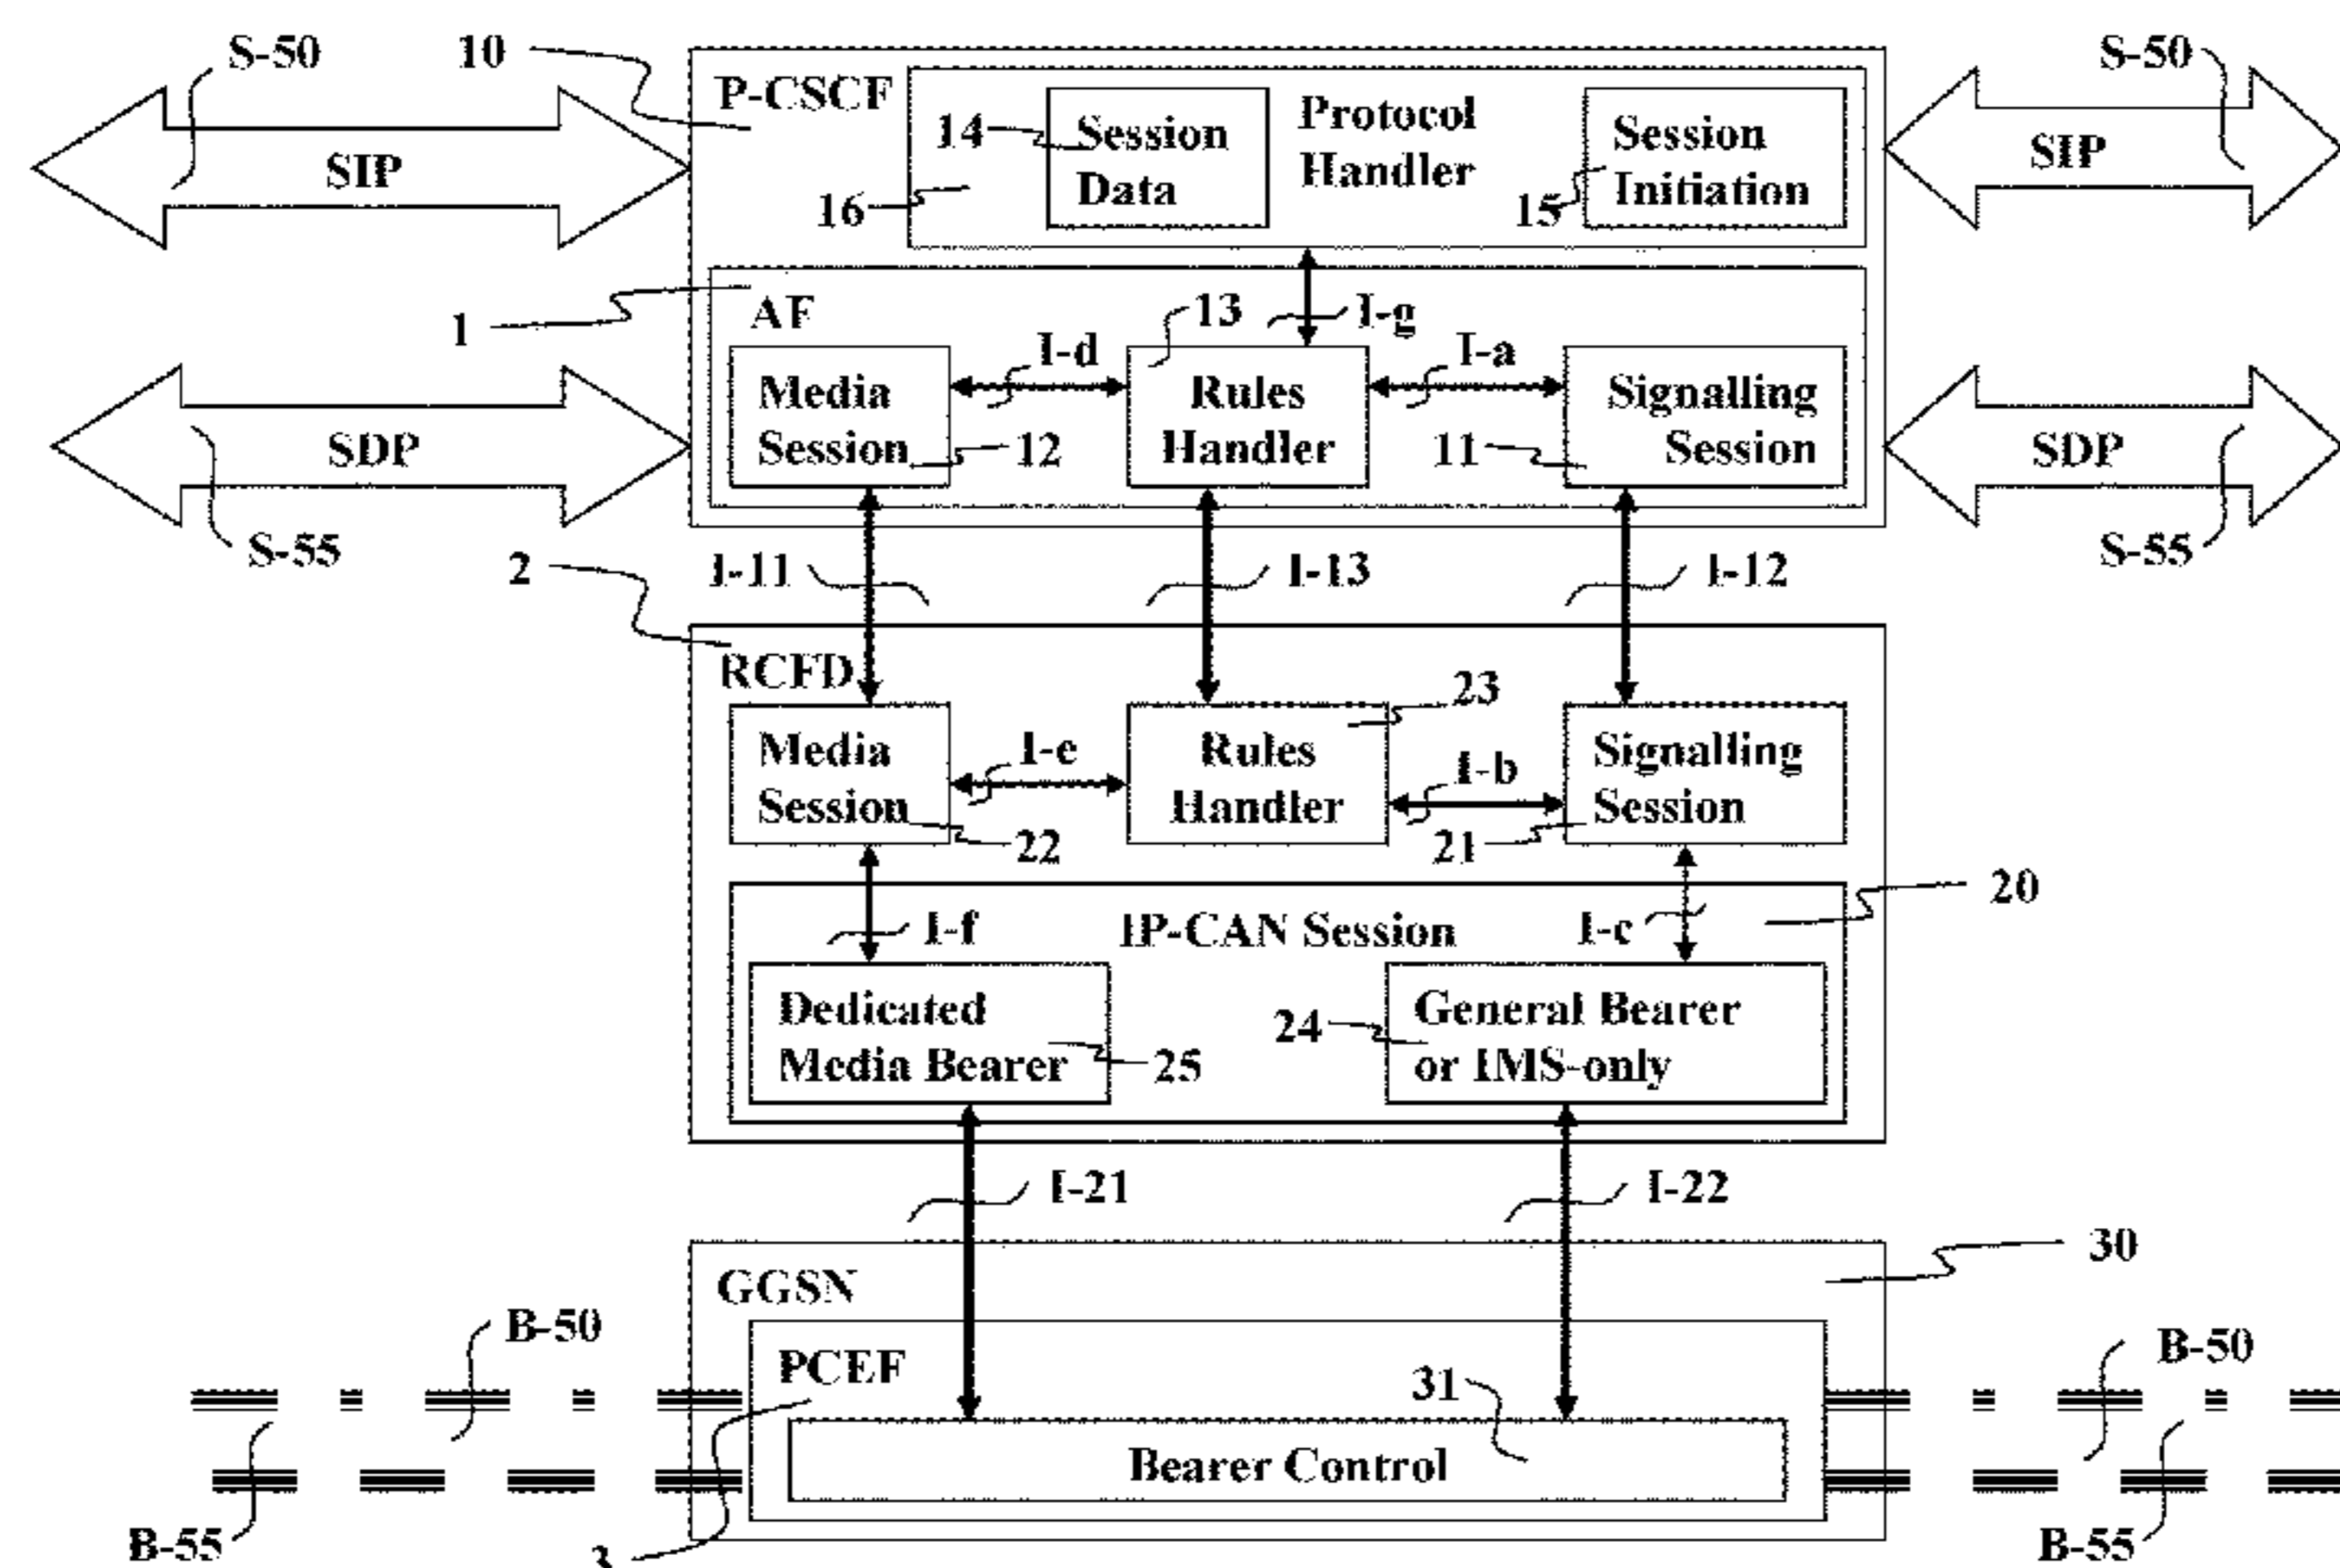 S-50
10
P-CSCF
14
Session
Data
Protocol
Handler
Session
Initiation
15
16
S-50
SIP
SIP
1
AF
13
I-g
I-d
I-a
Media
Session
12
Rules
Handler
Signalling
Session
11
SDP
SDP
S-55
S-55
2
I-11
I-13
I-12
RCFD
23
Media
Session
22
I-e
Rules
Handler
I-b
Signalling
Session
21
20
I-f
IP-CAN Session
I-c
Dedicated
Media Bearer
25
24
General Bearer
or IMS-only
I-21
I-22
30
GGSN
B-50
B-50
PCEF
31
Bearer Control
B-55
3
B-55